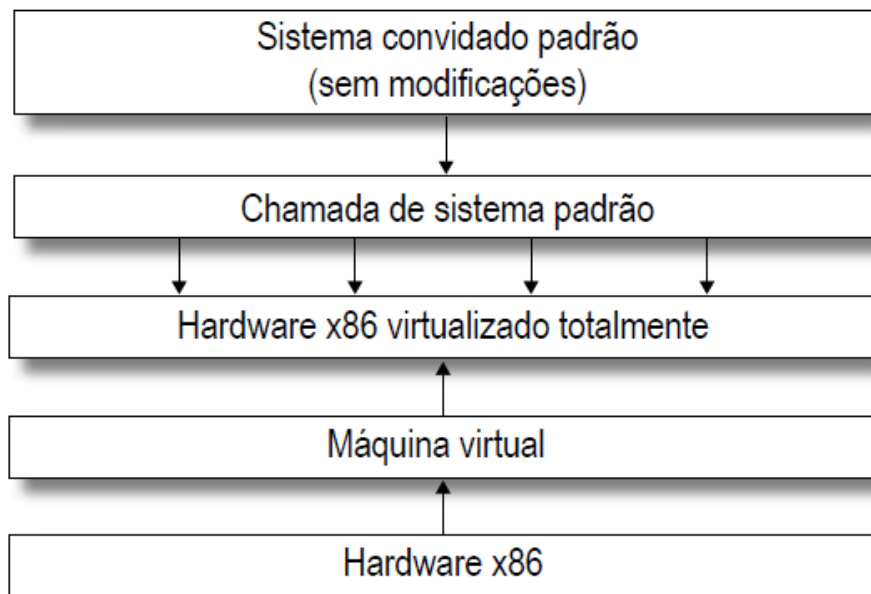 Sistema convidado padrão
(sem modificações)
Chamada de sistema padrão
Hardware x86 virtualizado totalmente
Máquina virtual
Hardware x86